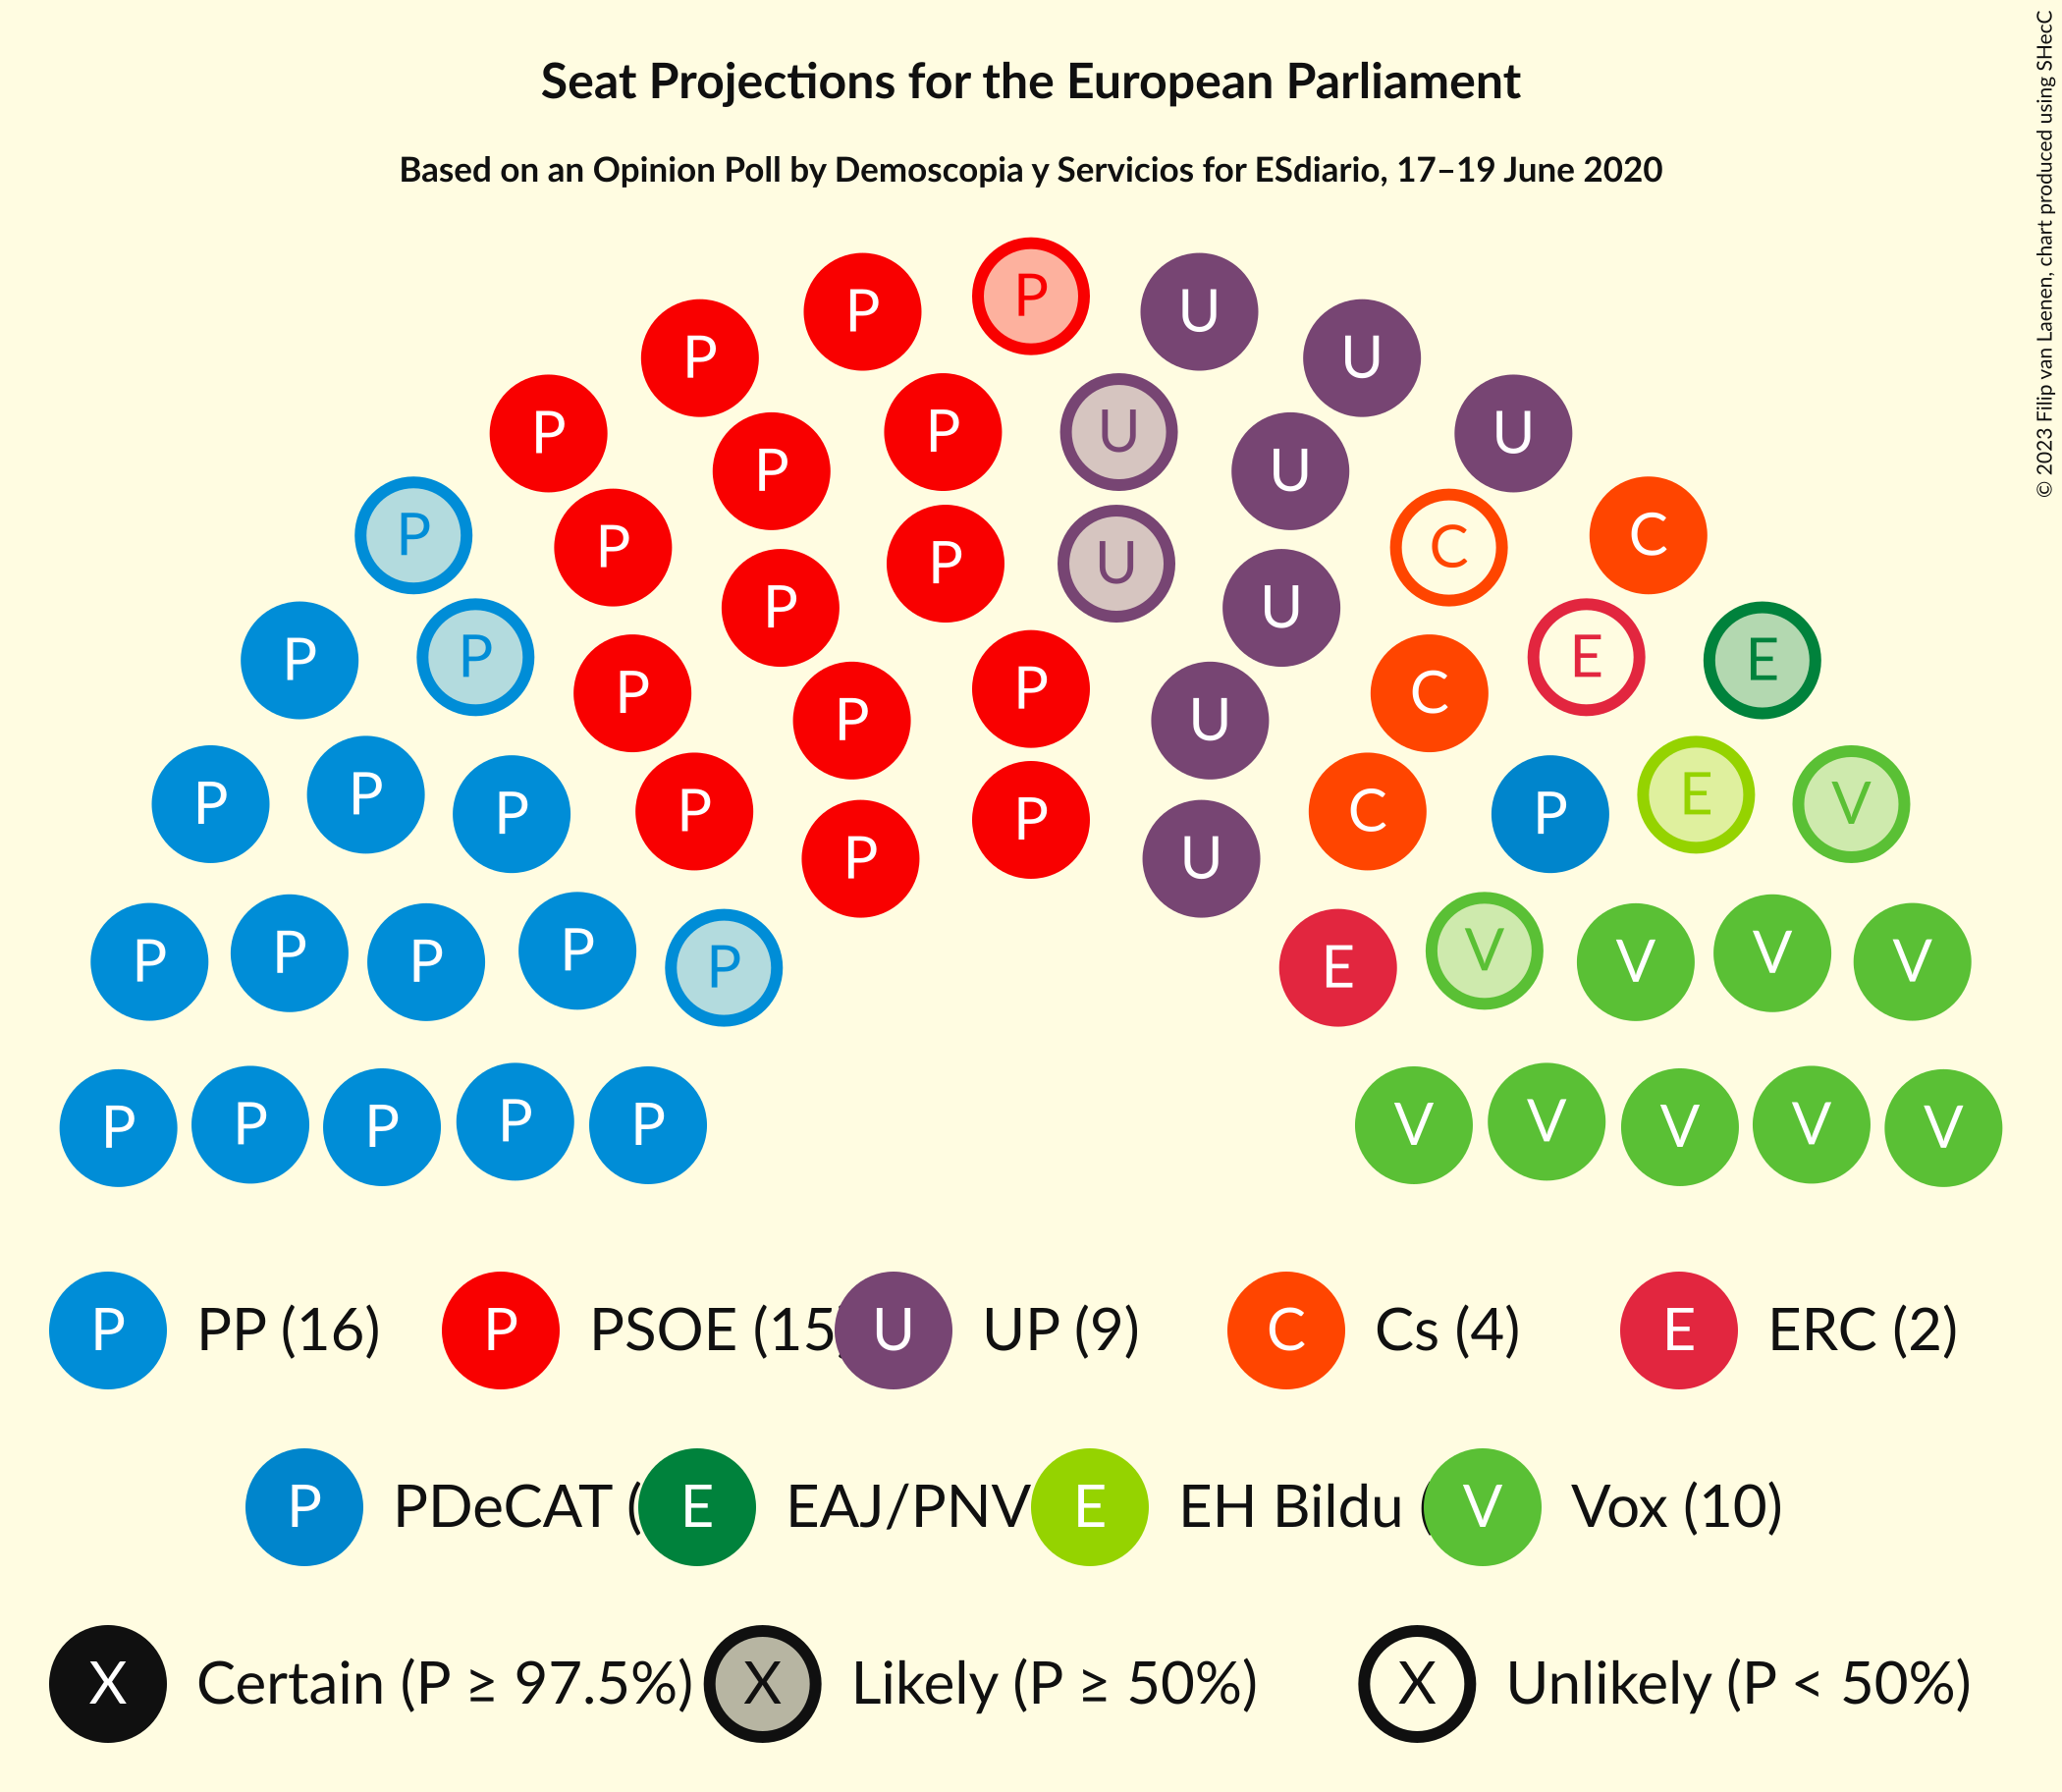 Seat Projections for the European Parliament
Based on an Opinion Poll by Demoscopia y Servicios for ESdiario, 17–19 June 2020
© 2023 Filip van Laenen, chart produced using SHecC
P
P U
P U
P P U U
P U
P P P U C C
P U
P P E E
P P C
P U
P P P P P C P E V
P U
P P P P P E V V V V
P P P P P V V V V V
P PP (16) P PSOE (15 U UP (9) C Cs (4) E ERC (2)
P PDeCAT ( E EAJ/PNV E EH Bildu ( V Vox (10)
X Certain (P ≥ 97.5%) X Likely (P ≥ 50%) X Unlikely (P < 50%)